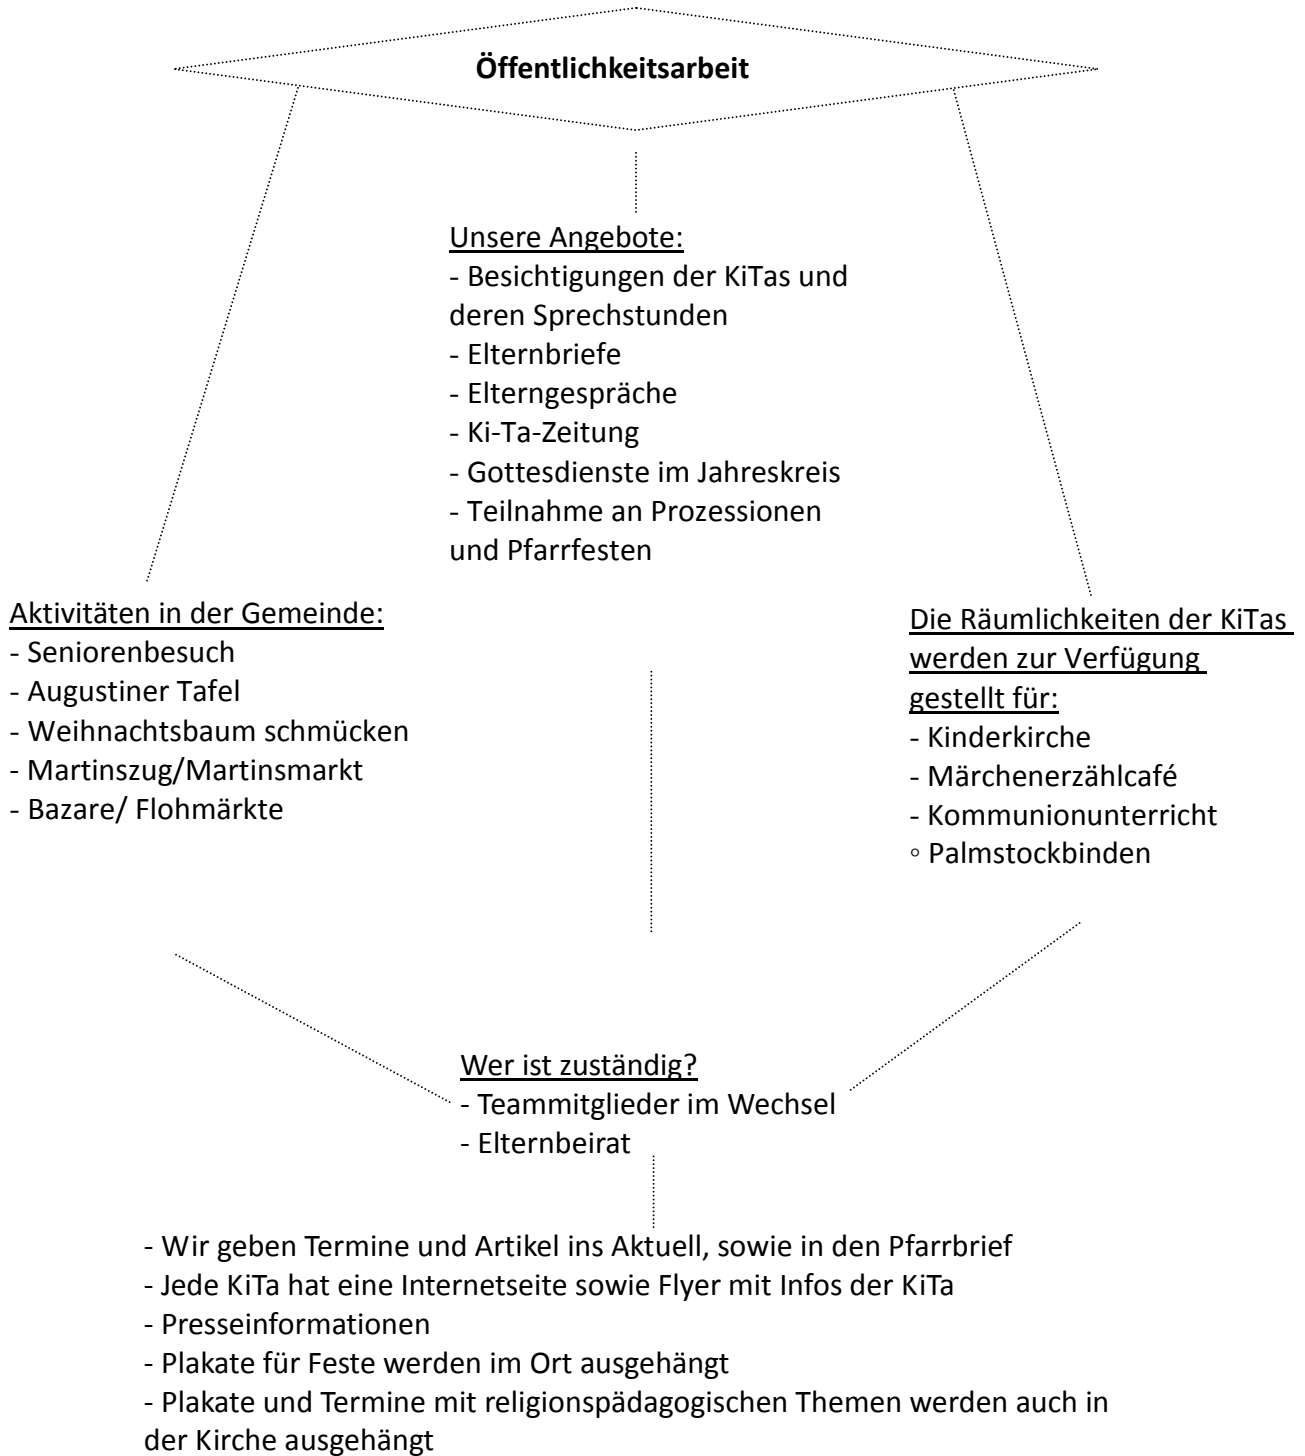 Öffentlichkeitsarbeit
Unsere Angebote:
- Besichtigungen der KiTas und
deren Sprechstunden
- Elternbriefe
- Elterngespräche
- Ki-Ta-Zeitung
- Gottesdienste im Jahreskreis
- Teilnahme an Prozessionen
und Pfarrfesten
Aktivitäten in der Gemeinde:
- Seniorenbesuch
- Augustiner Tafel
- Weihnachtsbaum schmücken
- Martinszug/Martinsmarkt
- Bazare/ Flohmärkte
Die Räumlichkeiten der KiTas
werden zur Verfügung
gestellt für:
- Kinderkirche
- Märchenerzählcafé
- Kommunionunterricht
◦ Palmstockbinden
Wer ist zuständig?
- Teammitglieder im Wechsel
- Elternbeirat
- Wir geben Termine und Artikel ins Aktuell, sowie in den Pfarrbrief
- Jede KiTa hat eine Internetseite sowie Flyer mit Infos der KiTa
- Presseinformationen
- Plakate für Feste werden im Ort ausgehängt
- Plakate und Termine mit religionspädagogischen Themen werden auch in
der Kirche ausgehängt